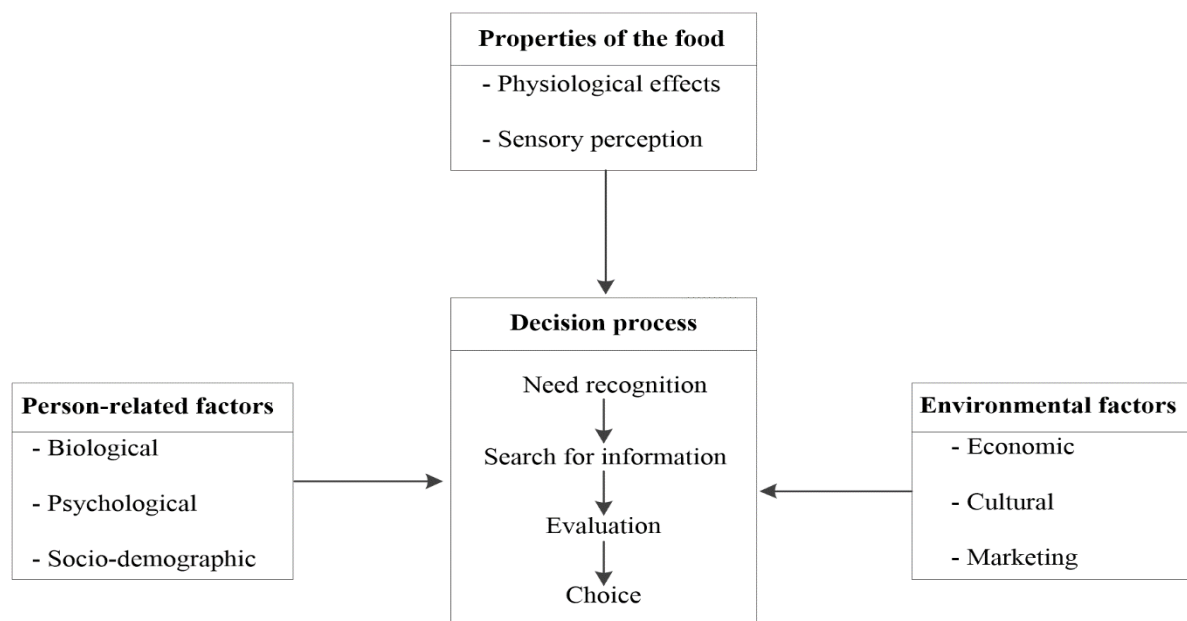 Properties of the food
- Physiological effects
- Sensory perception
Decision process
Need recognition
Search for information
Evaluation
Choice
Person-related factors
- Biological
- Psychological
- Socio-demographic
Environmental factors
- Economic
- Cultural
- Marketing